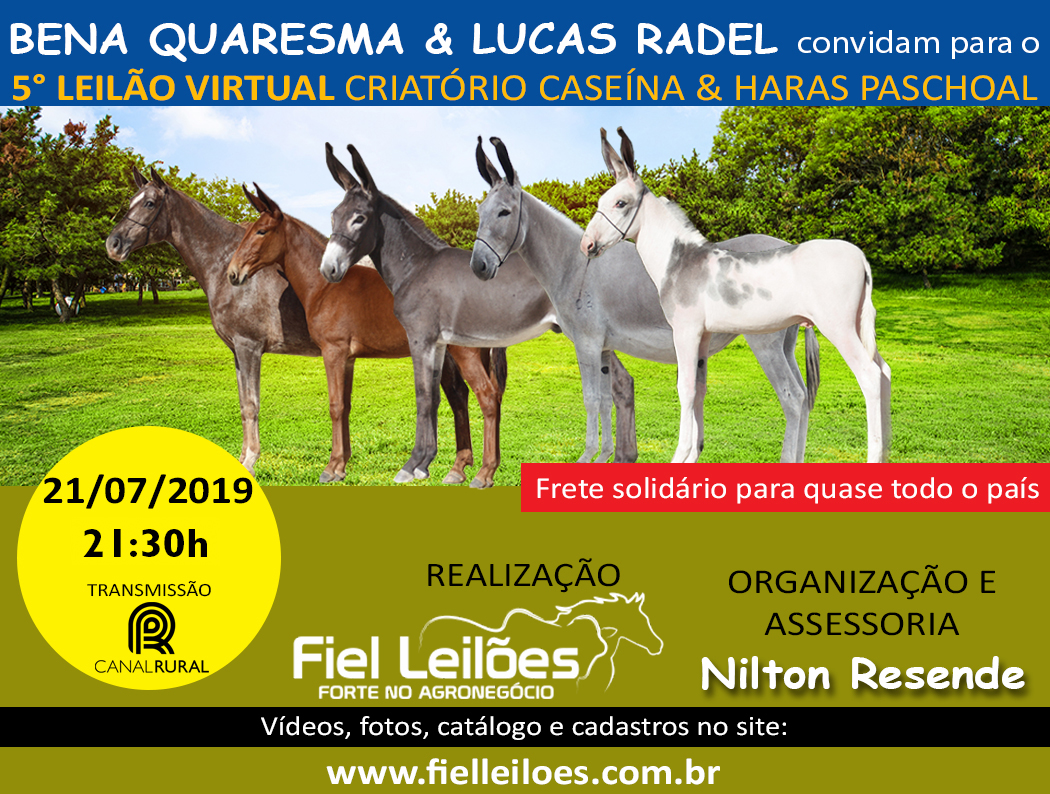 BENA QUARESMA & LUCAS RADEL convidam para o
5° LEILÃO VIRTUAL CRIATÓRIO CASEÍNA & HARAS PASCHOAL
Frete solidário para quase todo o país
21/07/2019
21:30h
TRANSMISSÃO
CANALRURAL
REALIZAÇÃO
Fiel Leilões
FORTE NO AGRONEGÓCIO
ORGANIZAÇÃO E
ASSESSORIA
Nilton Resende
Vídeos, fotos, catálogo e cadastros no site:
www.fielleiloes.com.br